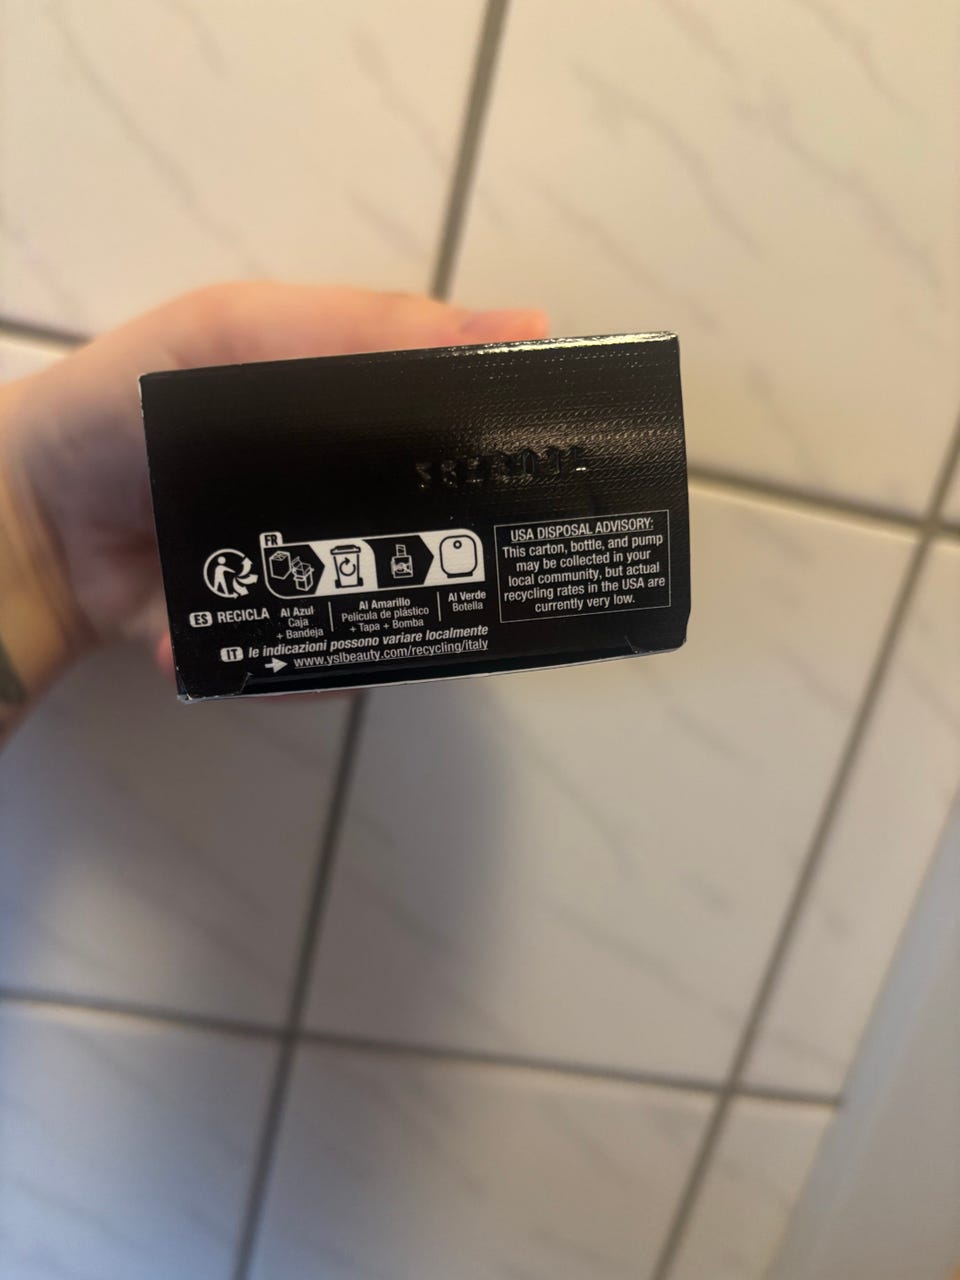 FR
ES RECICLA
Al Azul
Caja
+ Bandeja
Al Amarillo
Película de plástico
+ Tapa + Bomba
Al Verde
Botella
IT le indicazioni possono variare localmente
www.yslbeauty.com/recycling/italy
USA DISPOSAL ADVISORY:
This carton, bottle, and pump
may be collected in your
local community, but actual
recycling rates in the USA are
currently very low.